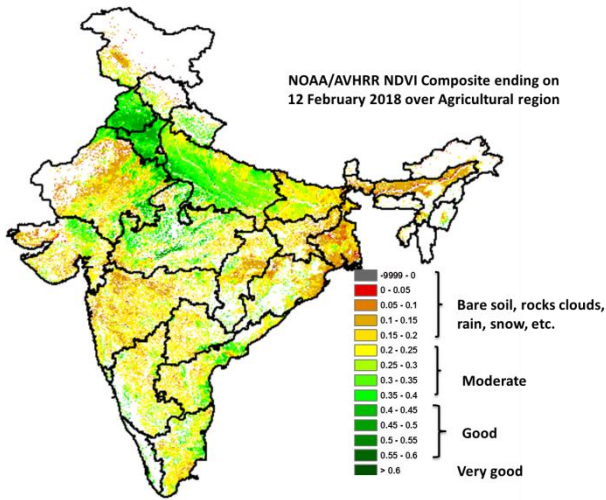 NOAA/AVHRR NDVI Composite ending on
12 February 2018 over Agricultural region
-9999 - 0
0 - 0.05
0.05 - 0.1
0.1 - 0.15
0.15 - 0.2
0.2 - 0.25
0.25 - 0.3
0.3 - 0.35
0.35 - 0.4
0.4 - 0.45
0.45 - 0.5
0.5 - 0.55
0.55 - 0.6
> 0.6
Bare soil, rocks clouds,
rain, snow, etc.
Moderate
Good
Very good